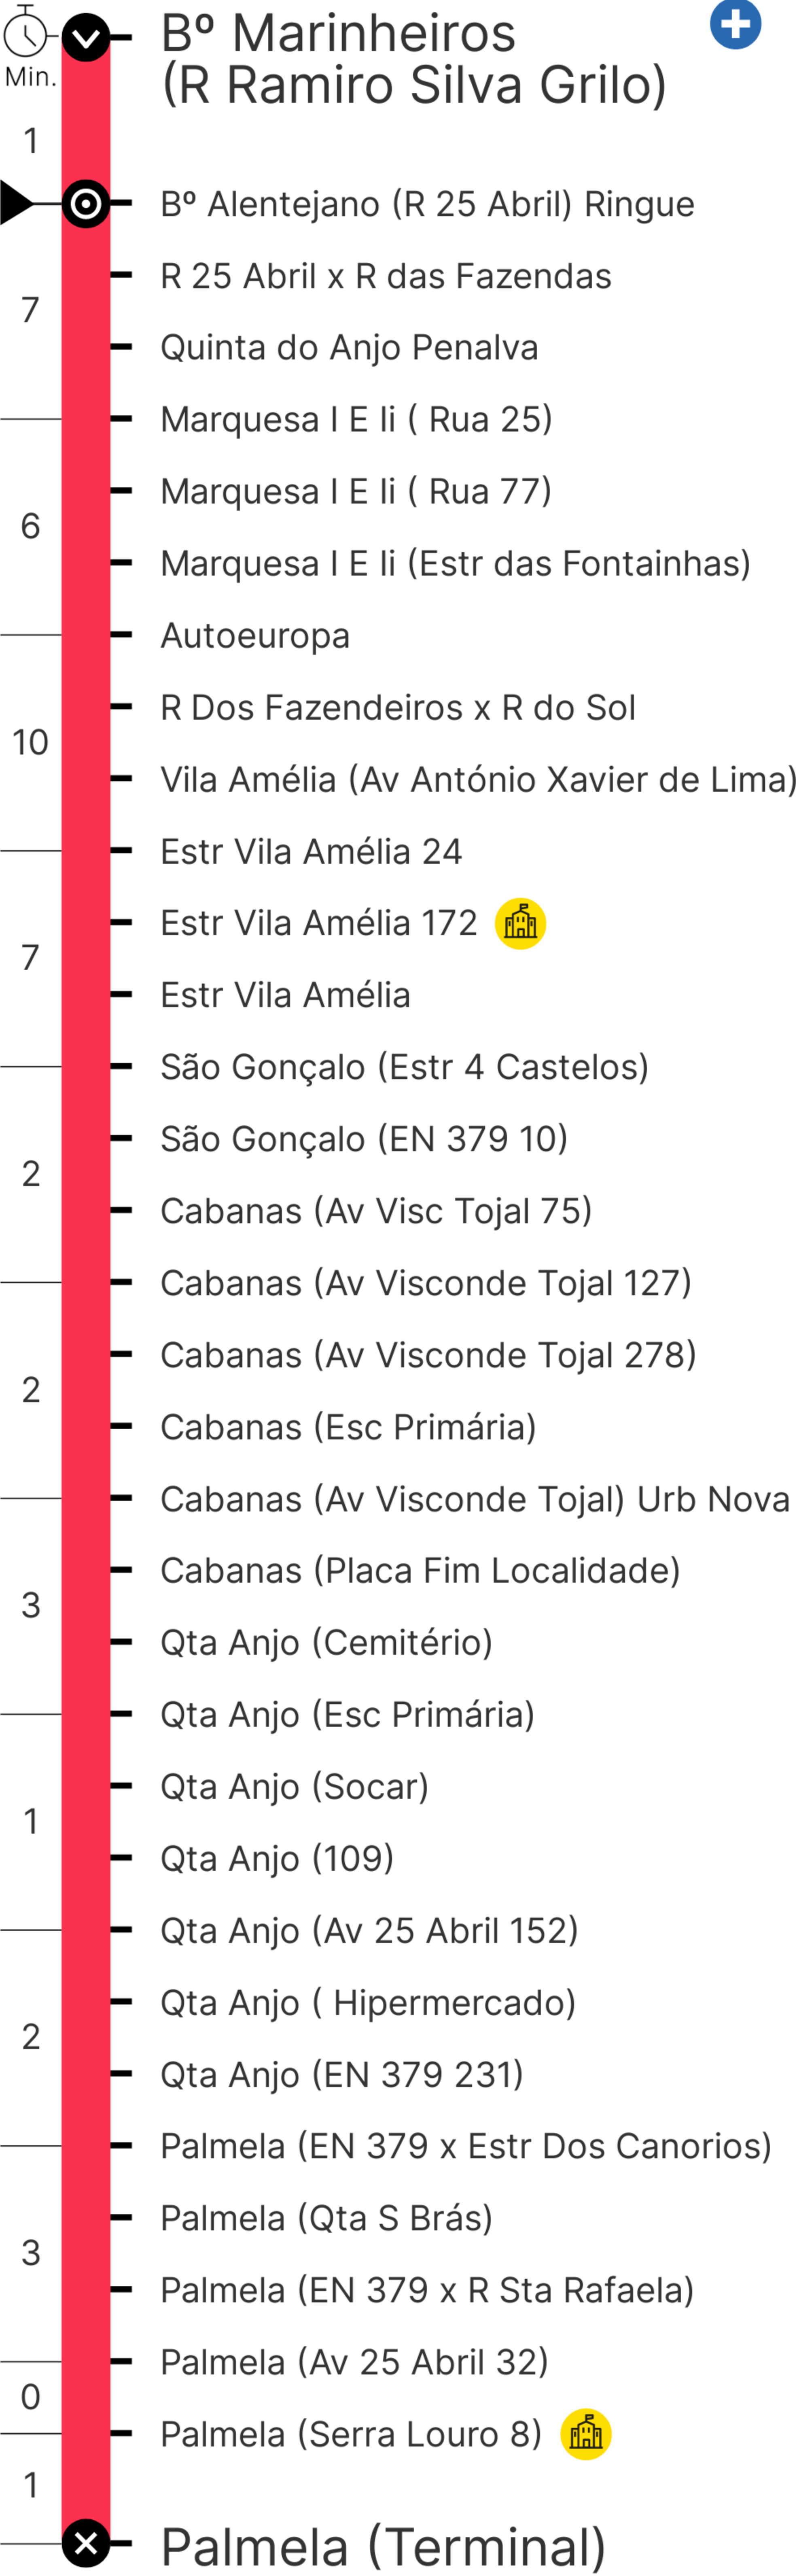 Bº Marinheiros
(R Ramiro Silva Grilo)
Min.
1
Bº Alentejano (R 25 Abril) Ringue
R 25 Abril x R das Fazendas
7
Quinta do Anjo Penalva
Marquesa I E Ii ( Rua 25)
Marquesa I E Ii ( Rua 77)
6
Marquesa I E Ii (Estr das Fontainhas)
Autoeuropa
R Dos Fazendeiros x R do Sol
10
Vila Amélia (Av António Xavier de Lima)
Estr Vila Amélia 24
Estr Vila Amélia 172
7
Estr Vila Amélia
São Gonçalo (Estr 4 Castelos)
São Gonçalo (EN 379 10)
2
Cabanas (Av Visc Tojal 75)
Cabanas (Av Visconde Tojal 127)
Cabanas (Av Visconde Tojal 278)
2
Cabanas (Esc Primária)
Cabanas (Av Visconde Tojal) Urb Nova
Cabanas (Placa Fim Localidade)
3
Qta Anjo (Cemitério)
Qta Anjo (Esc Primária)
Qta Anjo (Socar)
1
Qta Anjo (109)
Qta Anjo (Av 25 Abril 152)
Qta Anjo ( Hipermercado)
2
Qta Anjo (EN 379 231)
Palmela (EN 379 x Estr Dos Canorios)
Palmela (Qta S Brás)
3
Palmela (EN 379 x R Sta Rafaela)
Palmela (Av 25 Abril 32)
0
Palmela (Serra Louro 8)
1
Palmela (Terminal)